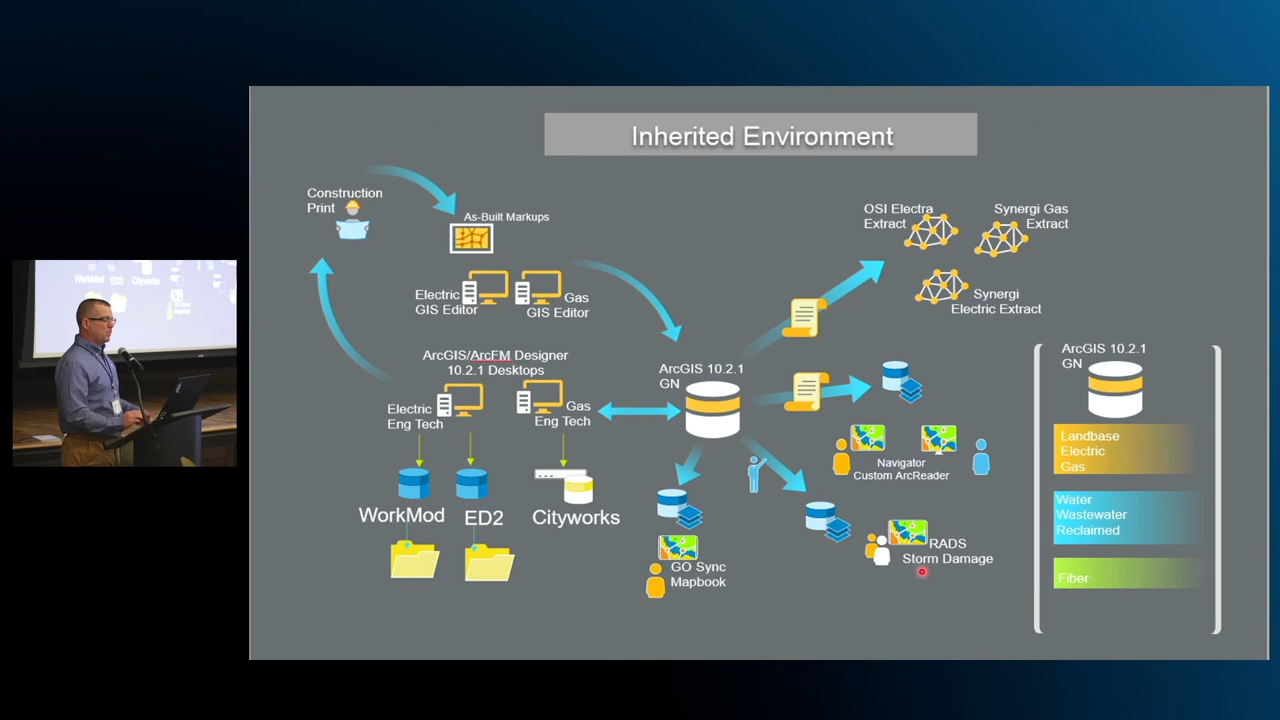 Inherited Environment
Construction
Print
As-Built Markups
Electric
GIS Editor
Gas
GIS Editor
ArcGIS/ArcFM Designer
10.2.1 Desktops
Electric
Eng Tech
Gas
Eng Tech
WorkMod
ED2
Cityworks
ArcGIS 10.2.1
GN
OSI Electra
Extract
Synergi Gas
Extract
Synergi
Electric Extract
Navigator
Custom ArcReader
GO Sync
Mapbook
RADS
Storm Damage
ArcGIS 10.2.1
GN
Landbase
Electric
Gas
Water
Wastewater
Reclaimed
Fiber
WorkMod
ED2
Cityworks